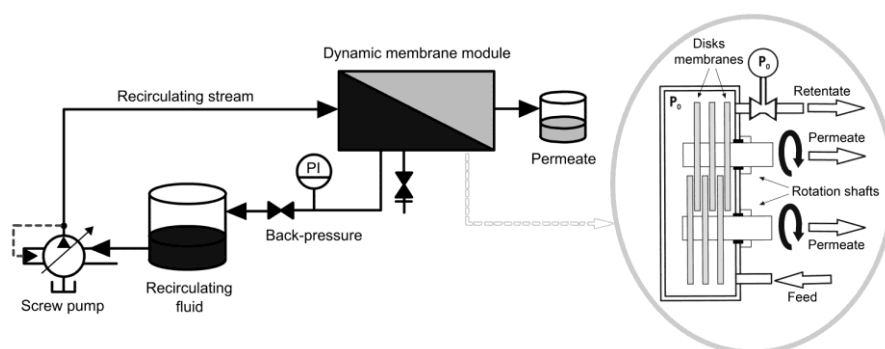 Dynamic membrane module
Recirculating stream
Permeate
PI
Back-pressure
Recirculating
fluid
Screw pump
Disks
membranes
P₀
P₀
Retentate
Permeate
Rotation shafts
Permeate
Feed